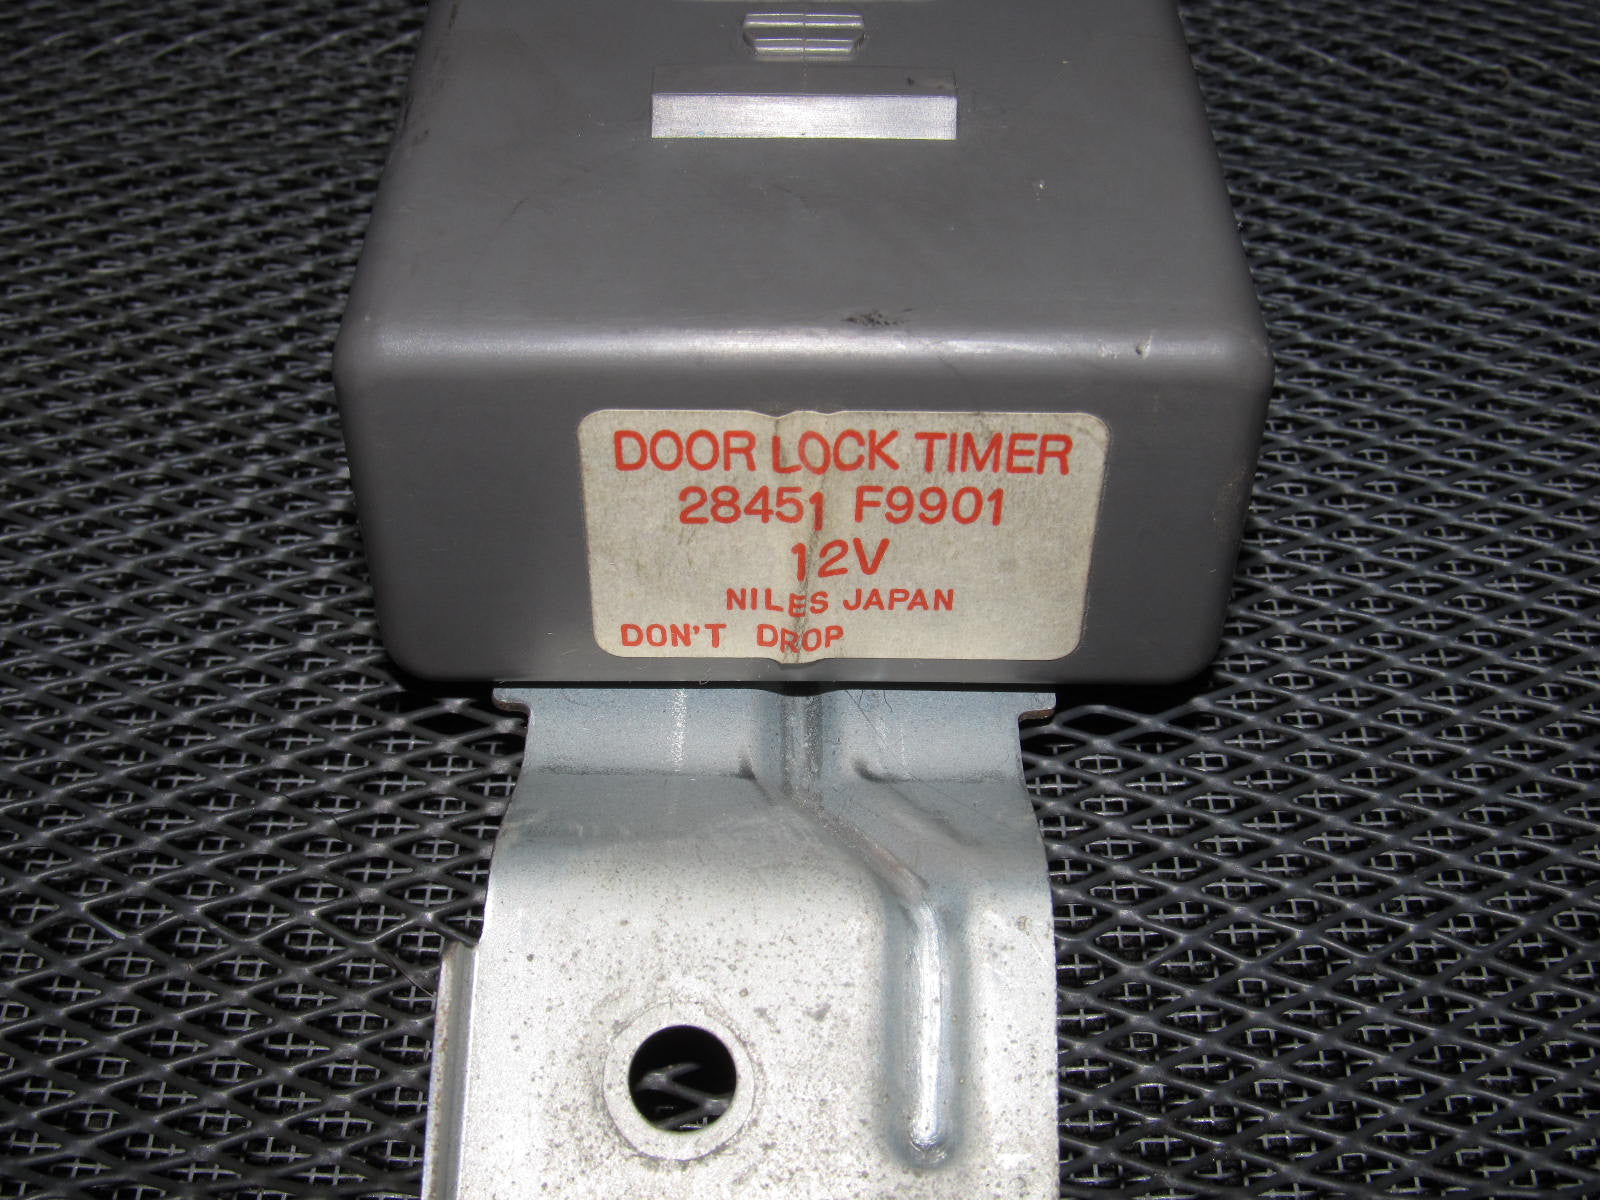 DOOR LOCK TIMER
28451 F9901
12V
NILES JAPAN
DON'T DROP